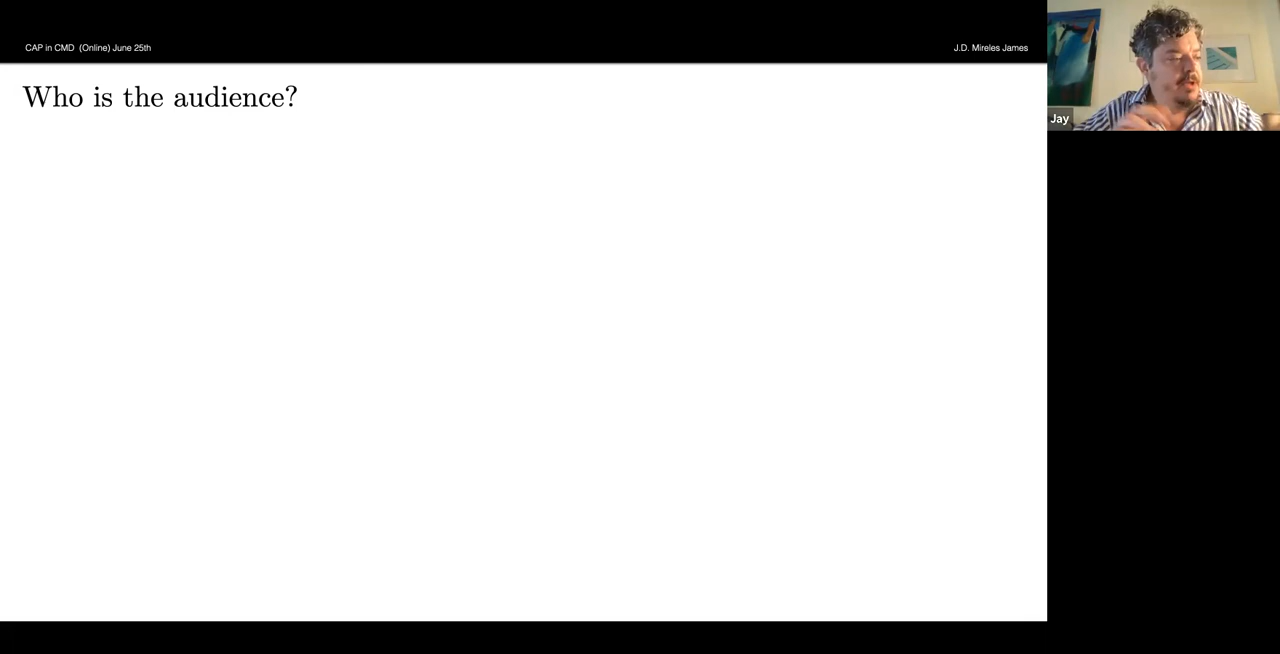 CAP in CMD (Online) June 25th
J.D. Mireles James
Who is the audience?
Jay